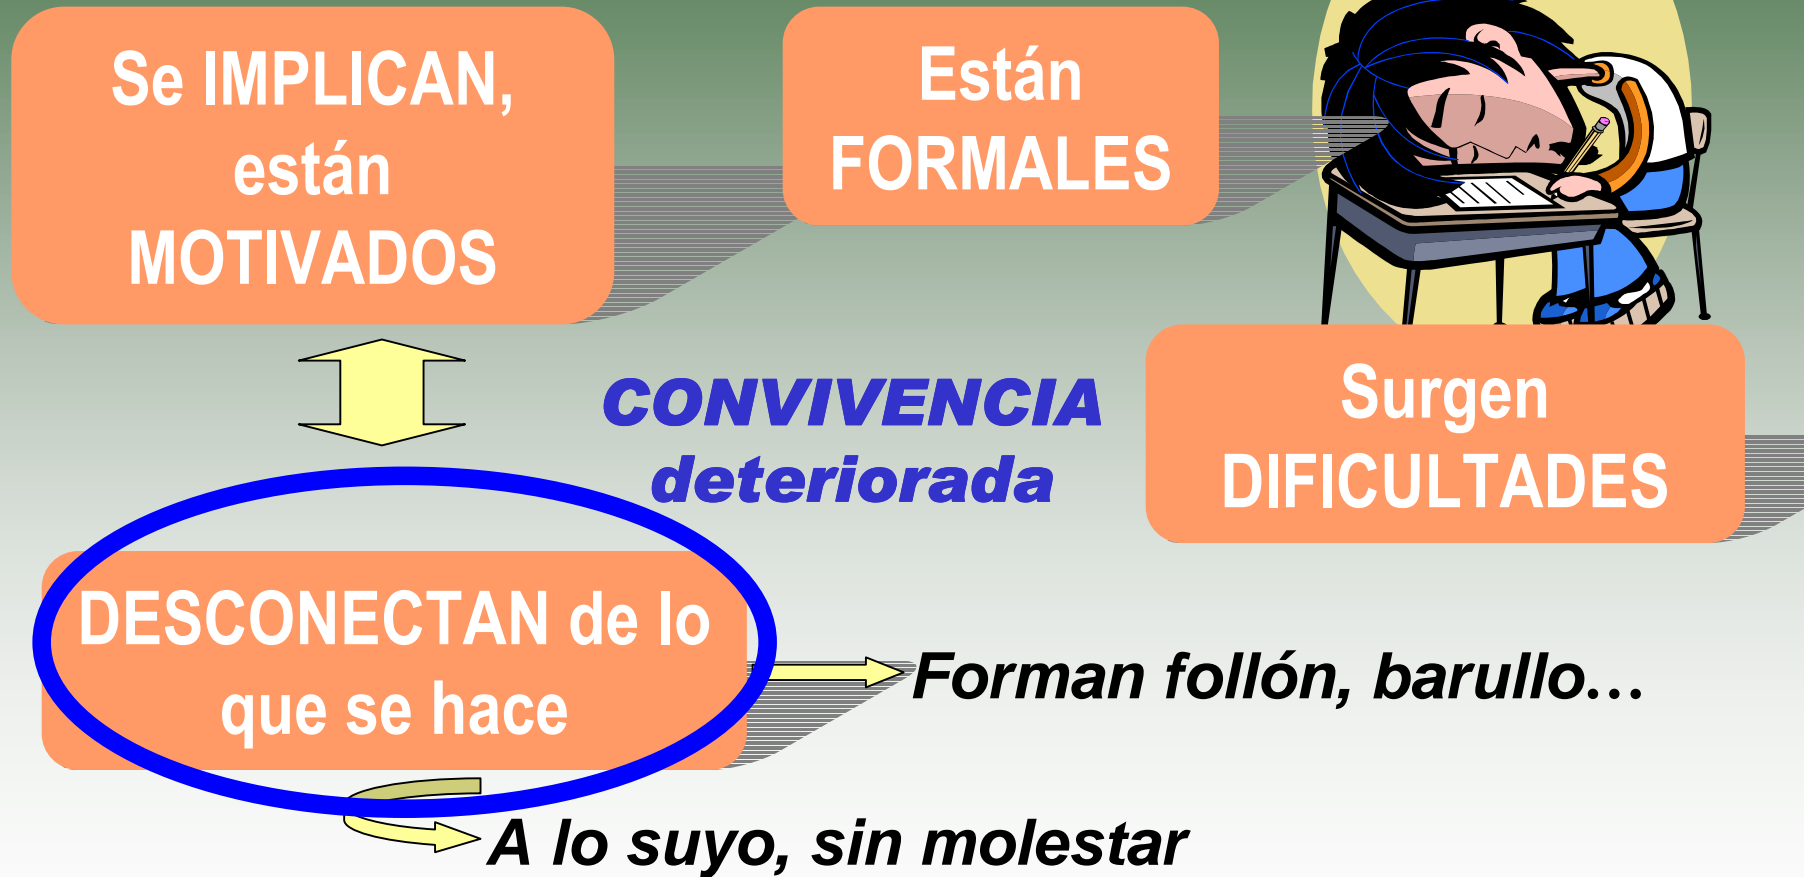 Se IMPLICAN,
están
MOTIVADOS
Están
FORMALES
CONVIVENCIA
deteriorada
Surgen
DIFICULTADES
DESCONECTAN de lo
que se hace
Forman follón, barullo…
A lo suyo, sin molestar